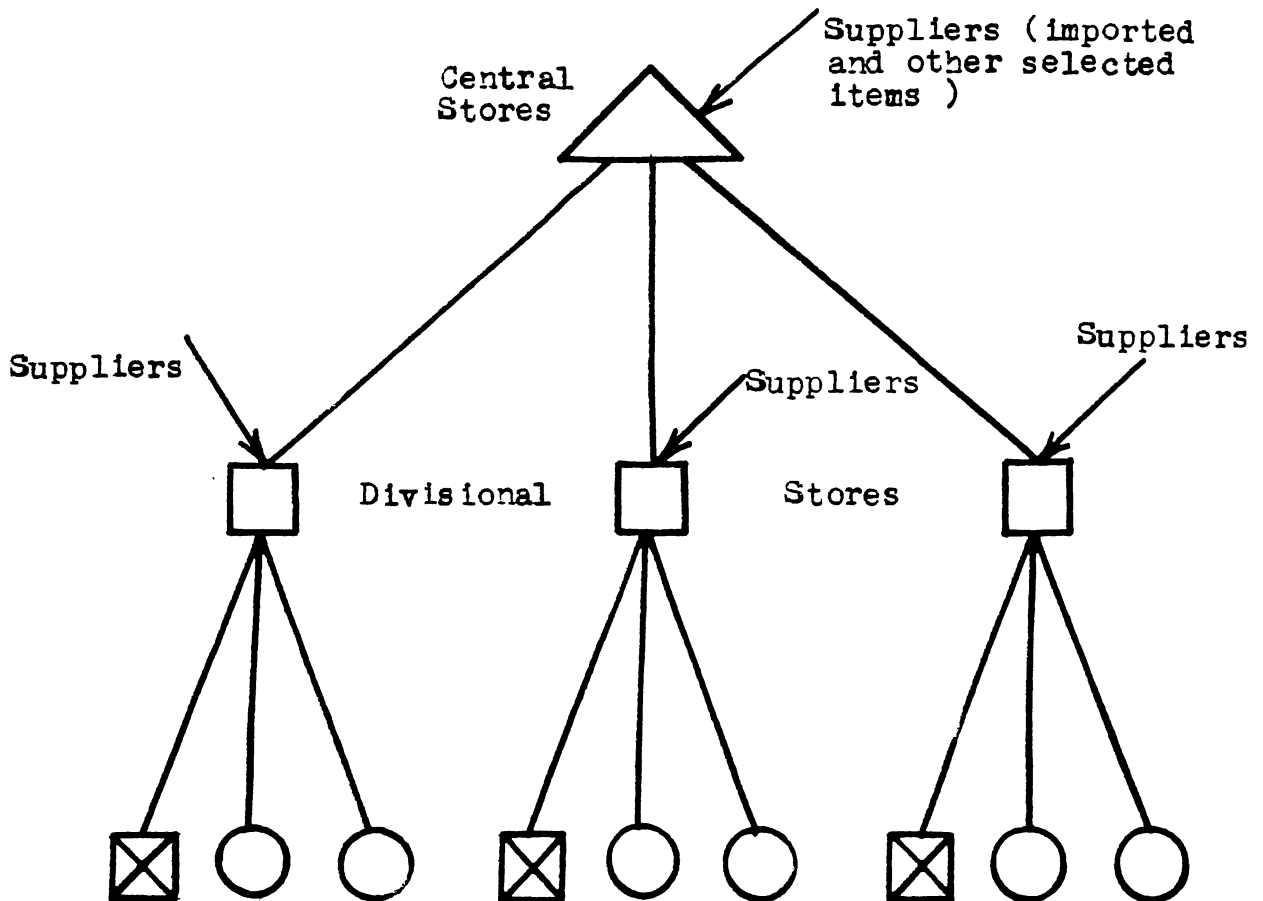 Suppliers (imported
and other selected
items )
Central
Stores
Suppliers
Suppliers
Suppliers
Divisional Stores